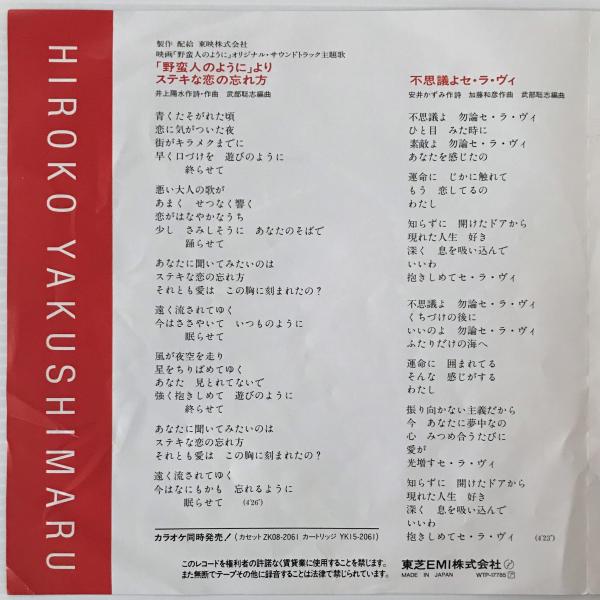 HIROKO YAKUSHIMARU
製作 配給 東映株式会社
映画「野蛮人のように」オリジナル・サウンドトラック主題歌
「野蛮人のように」より
ステキな恋の忘れ方
井上陽水作詩・作曲　武部聡志編曲
青くたそがれた頃
恋に気がついた夜
街がキラメクまでに
早く口づけを　遊びのように
終らせて
悪い大人の歌が
あまく　せつなく響く
恋がはなやかなうち
少し　さみしそうに　あなたのそばで
踊らせて
あなたに聞いてみたいのは
ステキな恋の忘れ方
それとも愛は　この胸に刻まれたの？
遠く流されてゆく
今はささやいて　いつものように
眠らせて
風が夜空を走り
星をちりばめてゆく
あなた　見とれてないで
強く抱きしめて　遊びのように
終らせて
あなたに聞いてみたいのは
ステキな恋の忘れ方
それとも愛は　この胸に刻まれたの？
遠く流されてゆく
今はなにもかも　忘れるように
眠らせて　(4'26")
カラオケ同時発売！(カセットZK08-2061 カートリッジ YK15-2061)
このレコードを権利者の許諾なく賃貸業に使用することを禁じます。
また無断でテープその他に録音することは法律で禁じられています。
不思議よセ・ラ・ヴィ
安井かずみ作詩　加藤和彦作曲　武部聡志編曲
不思議よ　勿論セ・ラ・ヴィ
ひと目　みた時に
素敵よ　勿論セ・ラ・ヴィ
あなたを感じたの
運命に　じかに触れて
もう　恋してるの
わたし
知らずに　開けたドアから
現れた人生　好き
深く　息を吸い込んで
いいわ
抱きしめてセ・ラ・ヴィ
不思議よ　勿論セ・ラ・ヴィ
くちづけの後に
いいのよ　勿論セ・ラ・ヴィ
ふたりだけの海へ
運命に　囲まれてる
そんな　感じがする
わたし
振り向かない主義だから
今　あなたに夢中なの
心　みつめ合うたびに
愛が
光増すセ・ラ・ヴィ
知らずに　開けたドアから
現れた人生　好き
深く　息を吸い込んで
いいわ
抱きしめてセ・ラ・ヴィ　(4'23")
東芝EMI株式会社
MADE IN JAPAN　WTP-17785